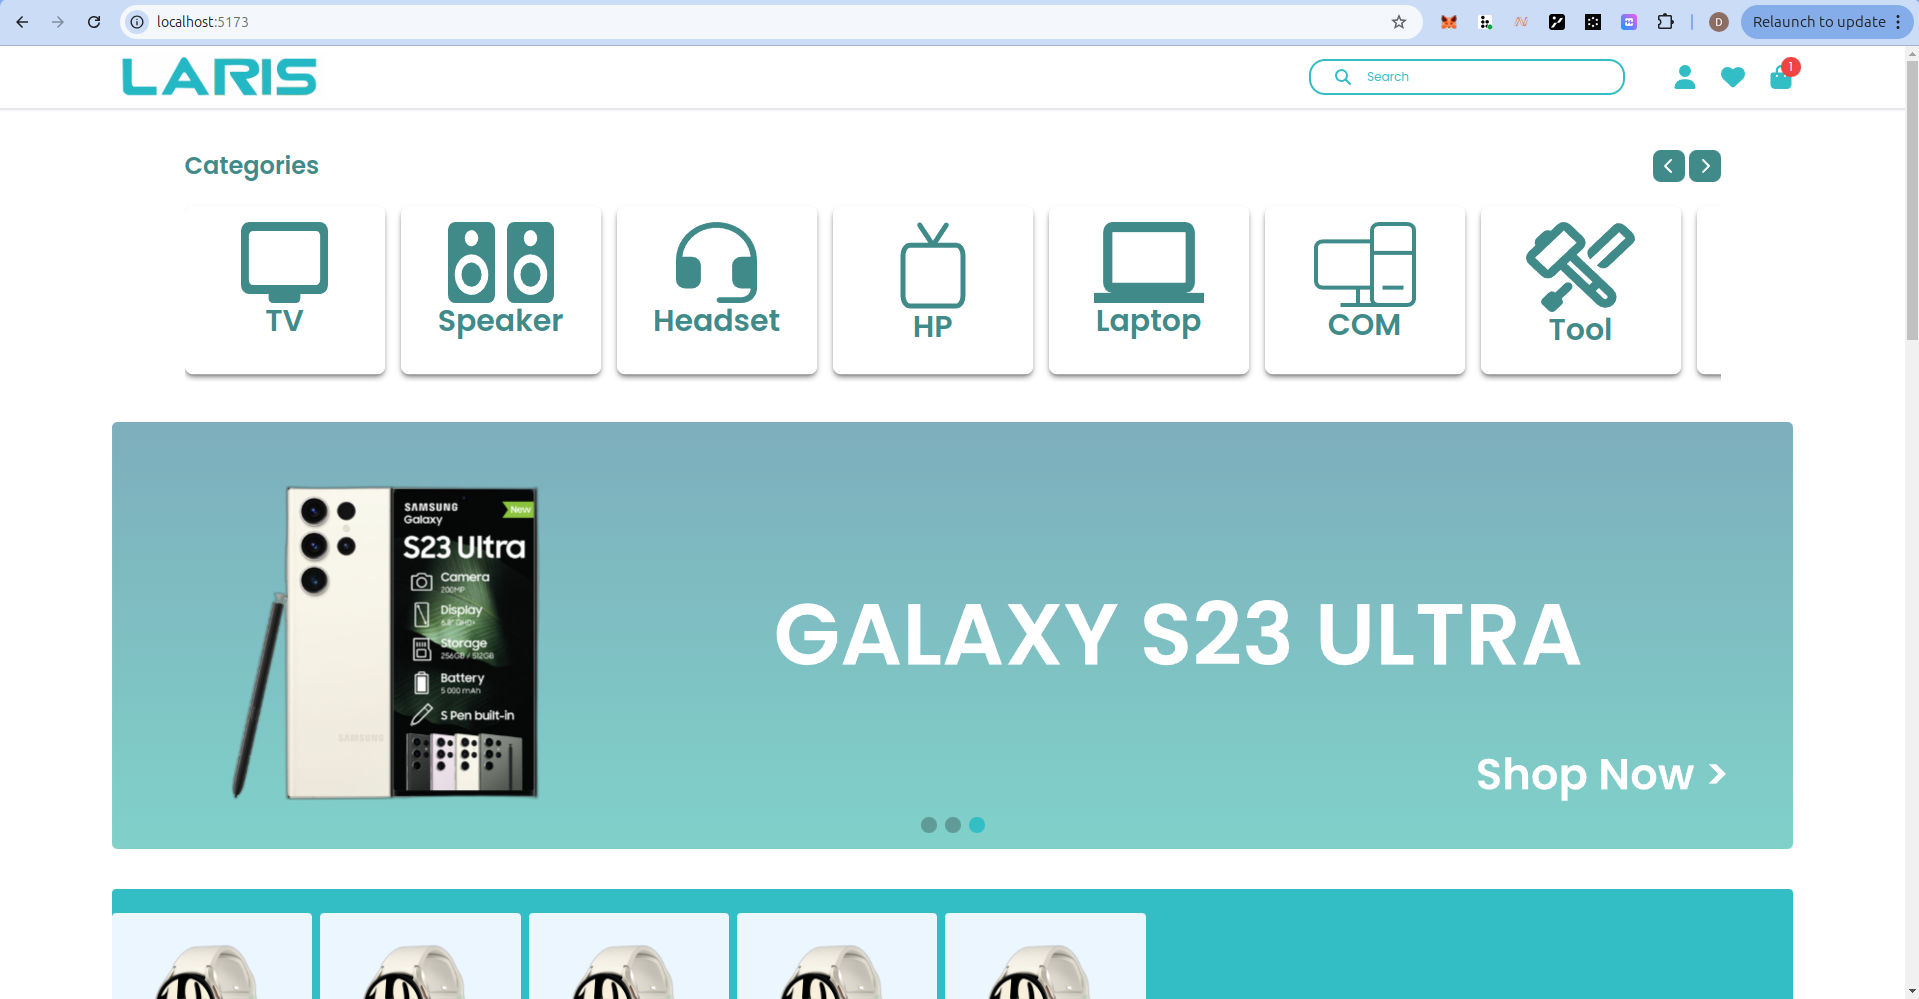 localhost:5173
D
Relaunch to update
LARIS
Search
1
Categories
TV
Speaker
Headset
HP
Laptop
COM
Tool
SAMSUNG
Galaxy
New
S23 Ultra
Camera
200MP
Display
6.8" QHD+
Storage
256GB / 512GB
Battery
5 000 mAh
S Pen built-in
SAMSUNG
GALAXY S23 ULTRA
Shop Now >